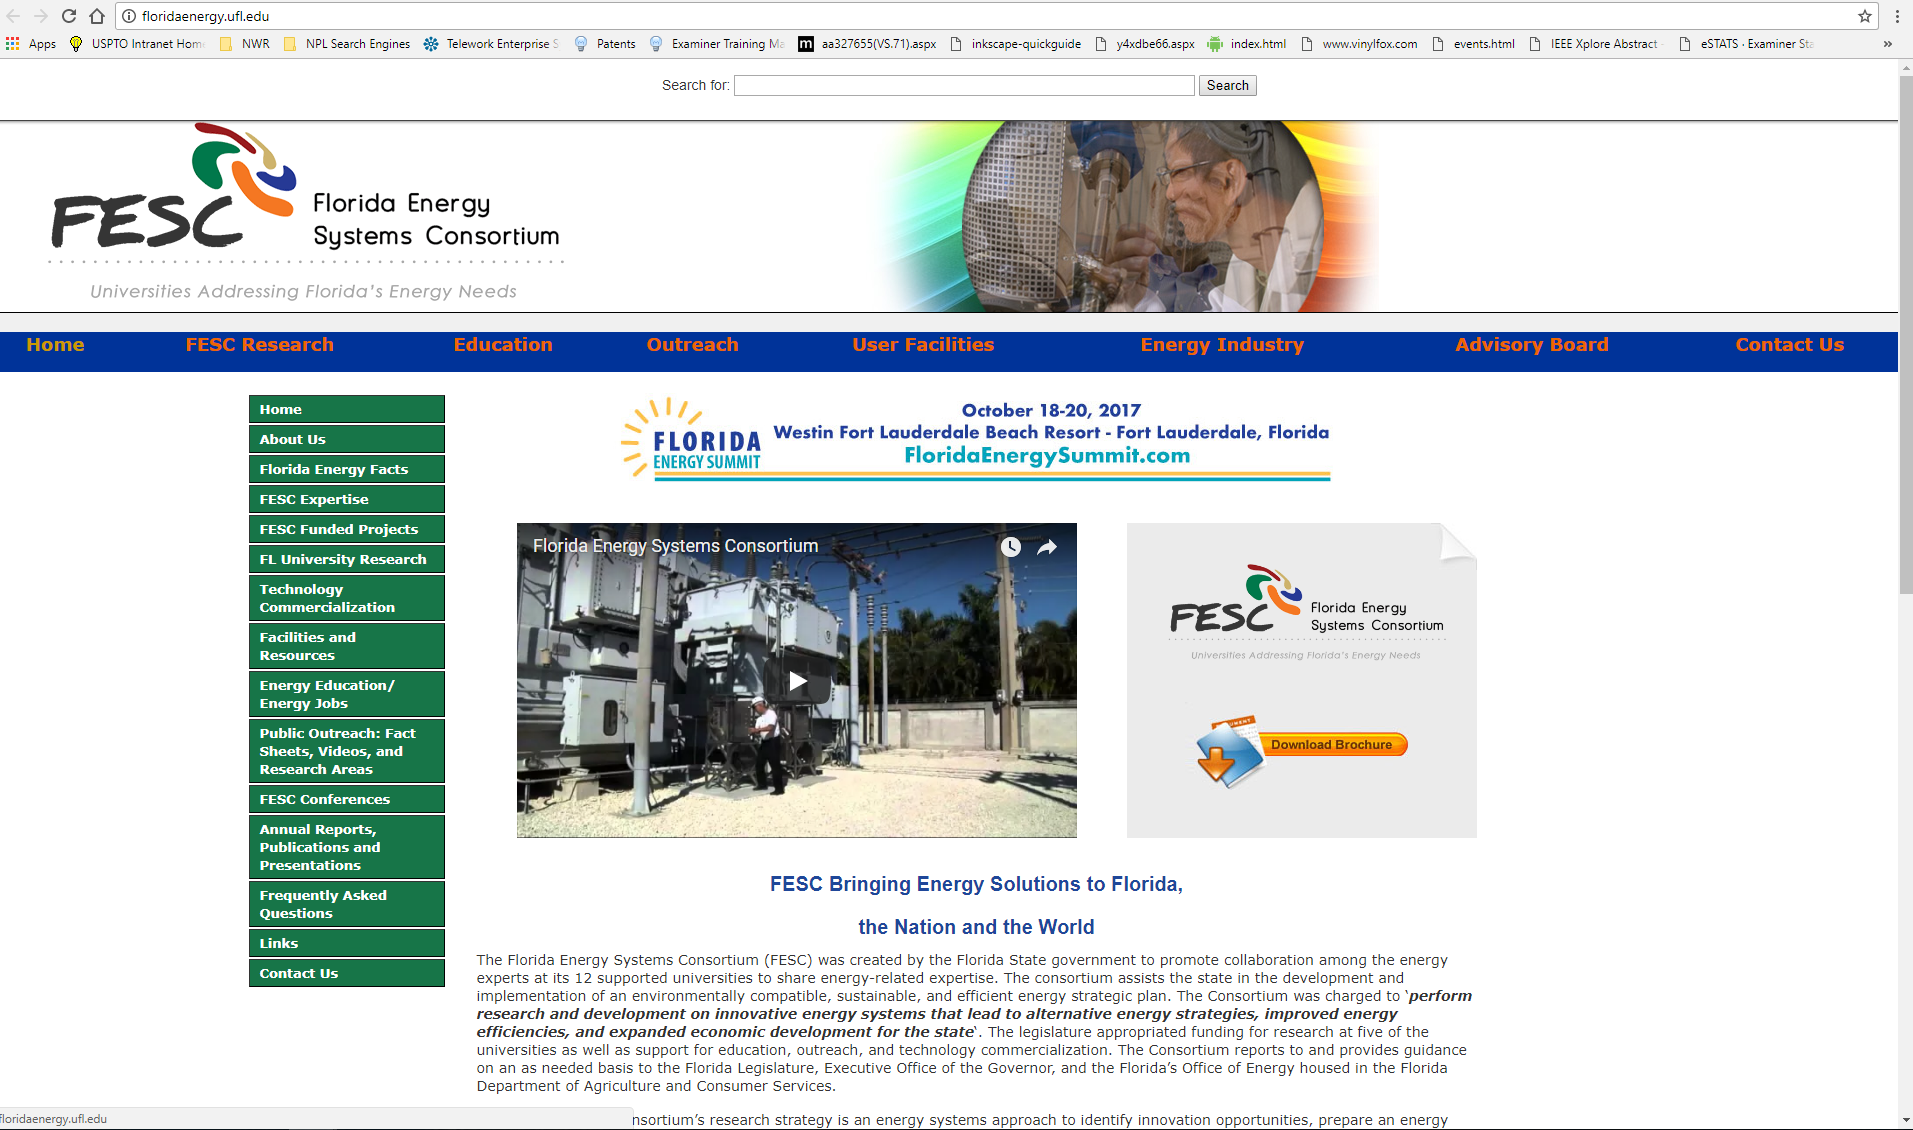 floridaenergy.ufl.edu
Apps USPTO Intranet Hom NWR NPL Search Engines Telework Enterprise S Patents Examiner Training Ma m aa327655(VS.71).aspx inkscape-quickguide y4xdbe66.aspx index.html www.vinylfox.com events.html IEEE Xplore Abstract eSTATS · Examiner Sta »
Search for: Search
FESC Florida Energy
Systems Consortium
Universities Addressing Florida's Energy Needs
Home FESC Research Education Outreach User Facilities Energy Industry Advisory Board Contact Us
Home
About Us
Florida Energy Facts
FESC Expertise
FESC Funded Projects
FL University Research
Technology
Commercialization
Facilities and
Resources
Energy Education/
Energy Jobs
Public Outreach: Fact
Sheets, Videos, and
Research Areas
FESC Conferences
Annual Reports,
Publications and
Presentations
Frequently Asked
Questions
Links
Contact Us
FLORIDA
ENERGY SUMMIT
October 18-20, 2017
Westin Fort Lauderdale Beach Resort - Fort Lauderdale, Florida
FloridaEnergySummit.com
Florida Energy Systems Consortium
FESC Florida Energy
Systems Consortium
Universities Addressing Florida's Energy Needs
Download Brochure
FESC Bringing Energy Solutions to Florida,
the Nation and the World
The Florida Energy Systems Consortium (FESC) was created by the Florida State government to promote collaboration among the energy
experts at its 12 supported universities to share energy-related expertise. The consortium assists the state in the development and
implementation of an environmentally compatible, sustainable, and efficient energy strategic plan. The Consortium was charged to ‘perform
research and development on innovative energy systems that lead to alternative energy strategies, improved energy
efficiencies, and expanded economic development for the state‘. The legislature appropriated funding for research at five of the
universities as well as support for education, outreach, and technology commercialization. The Consortium reports to and provides guidance
on an as needed basis to the Florida Legislature, Executive Office of the Governor, and the Florida’s Office of Energy housed in the Florida
Department of Agriculture and Consumer Services.
nsortium’s research strategy is an energy systems approach to identify innovation opportunities, prepare an energy
floridaenergy.ufl.edu